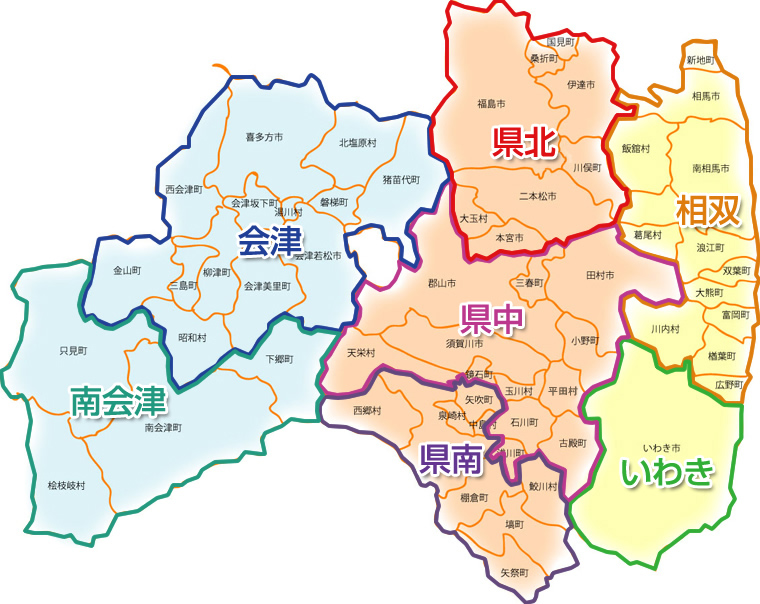 国見町
桑折町
伊達市
福島市
県北
川俣町
二本松市
大玉村
本宮市
新地町
相馬市
飯舘村
南相馬市
相双
葛尾村
浪江町
双葉町
大熊町
富岡町
川内村
楢葉町
広野町
喜多方市
北塩原村
猪苗代町
西会津町
会津坂下町
湯川村
磐梯町
会津
会津若松市
金山町
三島町
柳津町
会津美里町
昭和村
郡山市
三春町
田村市
県中
須賀川市
小野町
天栄村
鏡石町
玉川村
平田村
石川町
古殿町
浅川町
只見町
下郷町
南会津
南会津町
桧枝岐村
西郷村
矢吹町
泉崎村
中島村
県南
棚倉町
鮫川村
塙町
矢祭町
いわき市
いわき